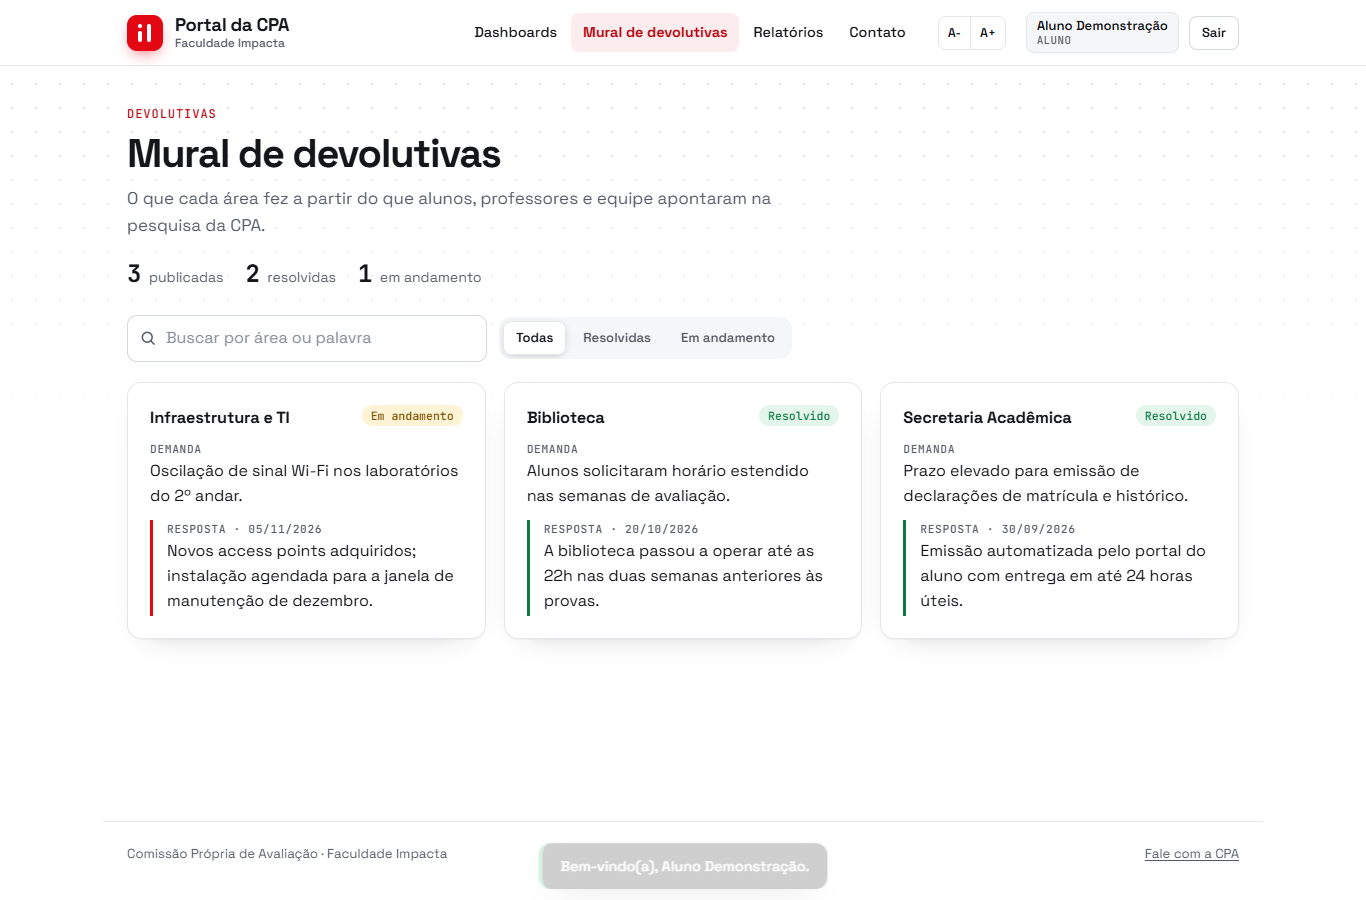 Portal da CPA
Faculdade Impacta
Dashboards
Mural de devolutivas
Relatórios
Contato
A-
A+
Aluno Demonstração
ALUNO
Sair
DEVOLUTIVAS
Mural de devolutivas
O que cada área fez a partir do que alunos, professores e equipe apontaram na
pesquisa da CPA.
3 publicadas 2 resolvidas 1 em andamento
Buscar por área ou palavra
Todas
Resolvidas
Em andamento
Infraestrutura e TI
Em andamento
DEMANDA
Oscilação de sinal Wi-Fi nos laboratórios
do 2º andar.
RESPOSTA · 05/11/2026
Novos access points adquiridos;
instalação agendada para a janela de
manutenção de dezembro.
Biblioteca
Resolvido
DEMANDA
Alunos solicitaram horário estendido
nas semanas de avaliação.
RESPOSTA · 20/10/2026
A biblioteca passou a operar até as
22h nas duas semanas anteriores às
provas.
Secretaria Acadêmica
Resolvido
DEMANDA
Prazo elevado para emissão de
declarações de matrícula e histórico.
RESPOSTA · 30/09/2026
Emissão automatizada pelo portal do
aluno com entrega em até 24 horas
úteis.
Comissão Própria de Avaliação · Faculdade Impacta
Bem-vindo(a), Aluno Demonstração.
Fale com a CPA